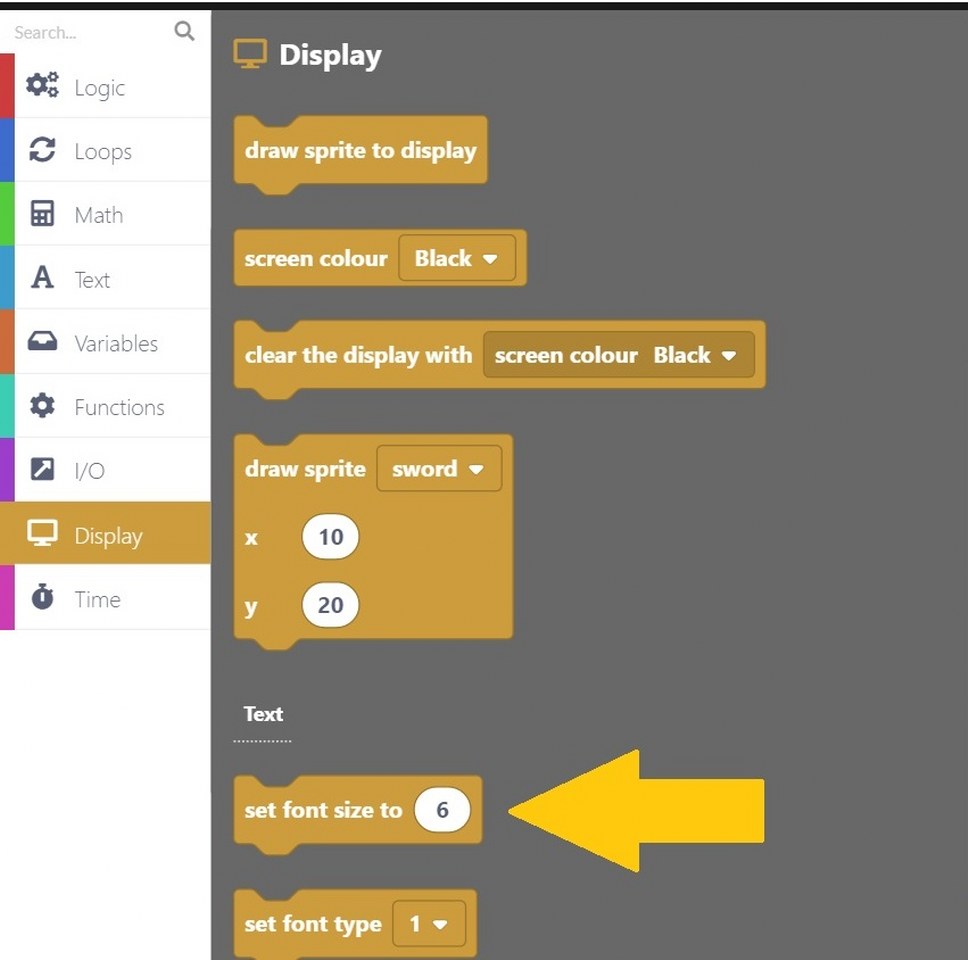 Search...
Logic
Loops
Math
Text
Variables
Functions
I/O
Display
Time
Display
draw sprite to display
screen colour Black
clear the display with screen colour Black
draw sprite sword
x 10
y 20
Text
set font size to 6
set font type 1